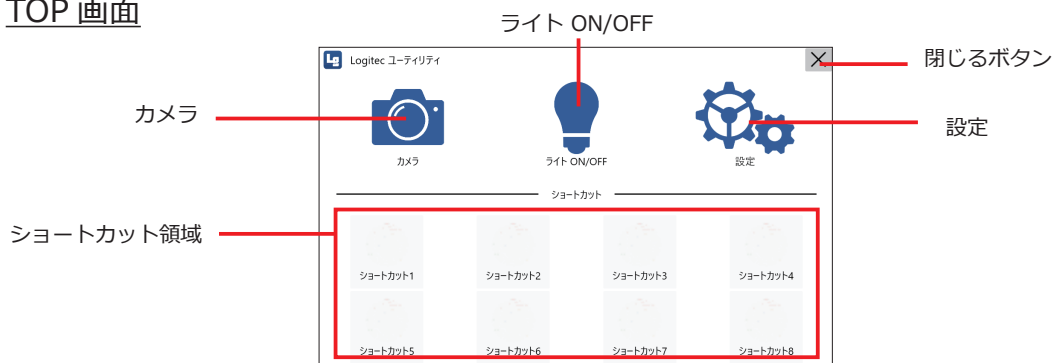 TOP 画面
ライト ON/OFF
Lg Logitec ユーティリティ
閉じるボタン
カメラ
設定
カメラ
ライト ON/OFF
設定
ショートカット
ショートカット領域
ショートカット1
ショートカット2
ショートカット3
ショートカット4
ショートカット5
ショートカット6
ショートカット7
ショートカット8